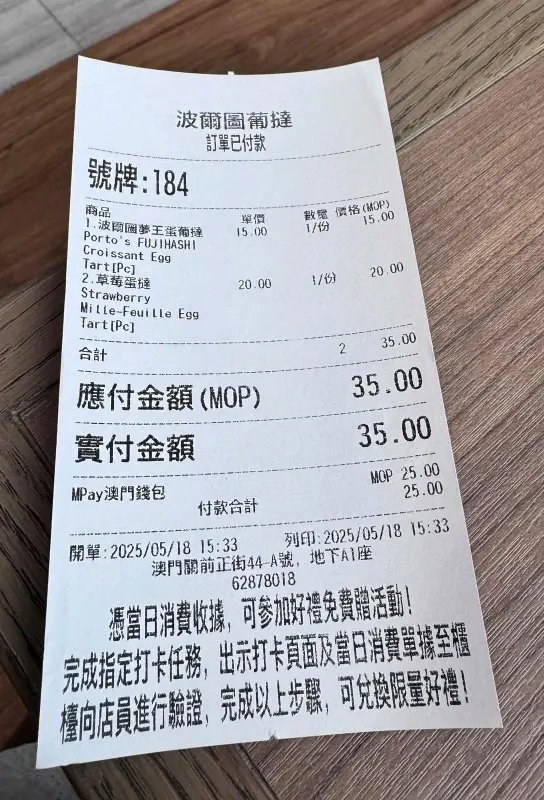 波爾圖葡撻
訂單已付款
號牌:184
商品 單價 數量 價格(MOP)
1.波爾圖夢王蛋葡撻 15.00 1/份 15.00
Porto's FUJIHASHI
Croissant Egg
Tart[Pc]
2.草莓蛋撻 20.00 1/份 20.00
Strawberry
Mille-Feuille Egg
Tart[Pc]
合計 2 35.00
應付金額(MOP) 35.00
實付金額 35.00
MPay澳門錢包 MOP 25.00
付款合計 25.00
開單:2025/05/18 15:33 列印:2025/05/18 15:33
澳門關前正街44-A號, 地下A1座
62878018
憑當日消費收據, 可參加好禮免費贈活動!
完成指定打卡任務, 出示打卡頁面及當日消費單據至櫃
檯向店員進行驗證, 完成以上步驟, 可兌換限量好禮!